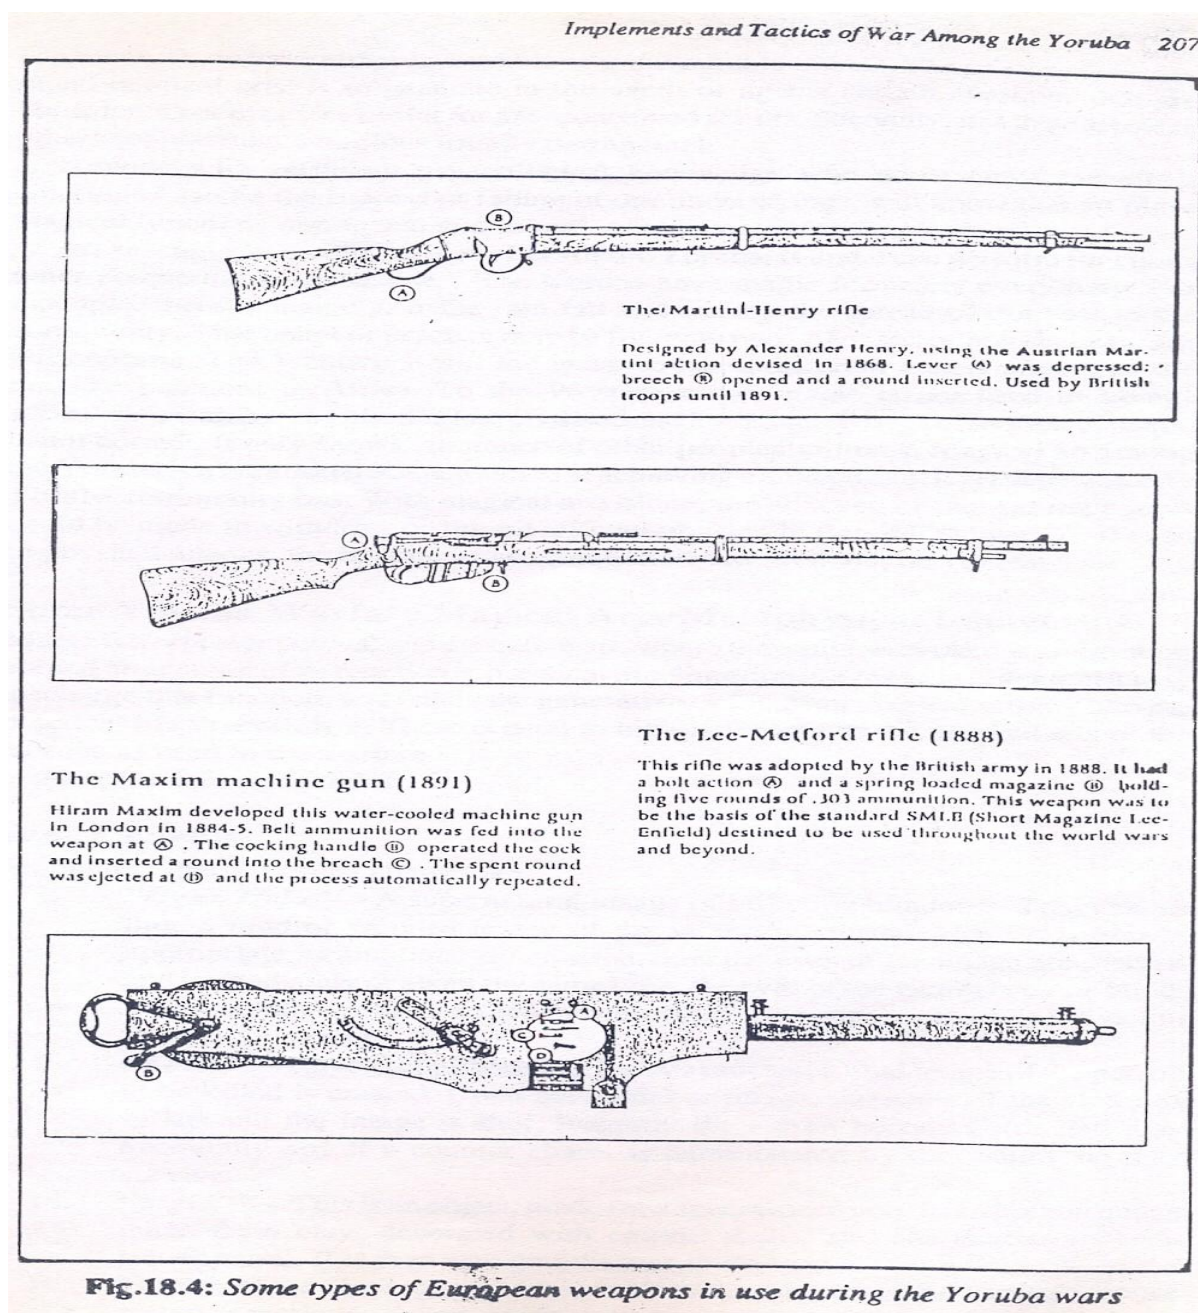 Implements and Tactics of War Among the Yoruba 207
B
A
The Martini-Henry rifle
Designed by Alexander Henry, using the Austrian Mar-
tini action devised in 1868. Lever (A) was depressed;
breech (B) opened and a round inserted. Used by British
troops until 1891.
A
B
The Lee-Metford rifle (1888)
This rifle was adopted by the British army in 1888. It had
a bolt action (A) and a spring loaded magazine (B) hold-
ing five rounds of .303 ammunition. This weapon was to
be the basis of the standard SMLE (Short Magazine Lee-
Enfield) destined to be used throughout the world wars
and beyond.
The Maxim machine gun (1891)
Hiram Maxim developed this water-cooled machine gun
in London in 1884-5. Belt ammunition was fed into the
weapon at (A) . The cocking handle (B) operated the cock
and inserted a round into the breach (C) . The spent round
was ejected at (D) and the process automatically repeated.
A
C
D
B
Fig.18.4: Some types of European weapons in use during the Yoruba wars